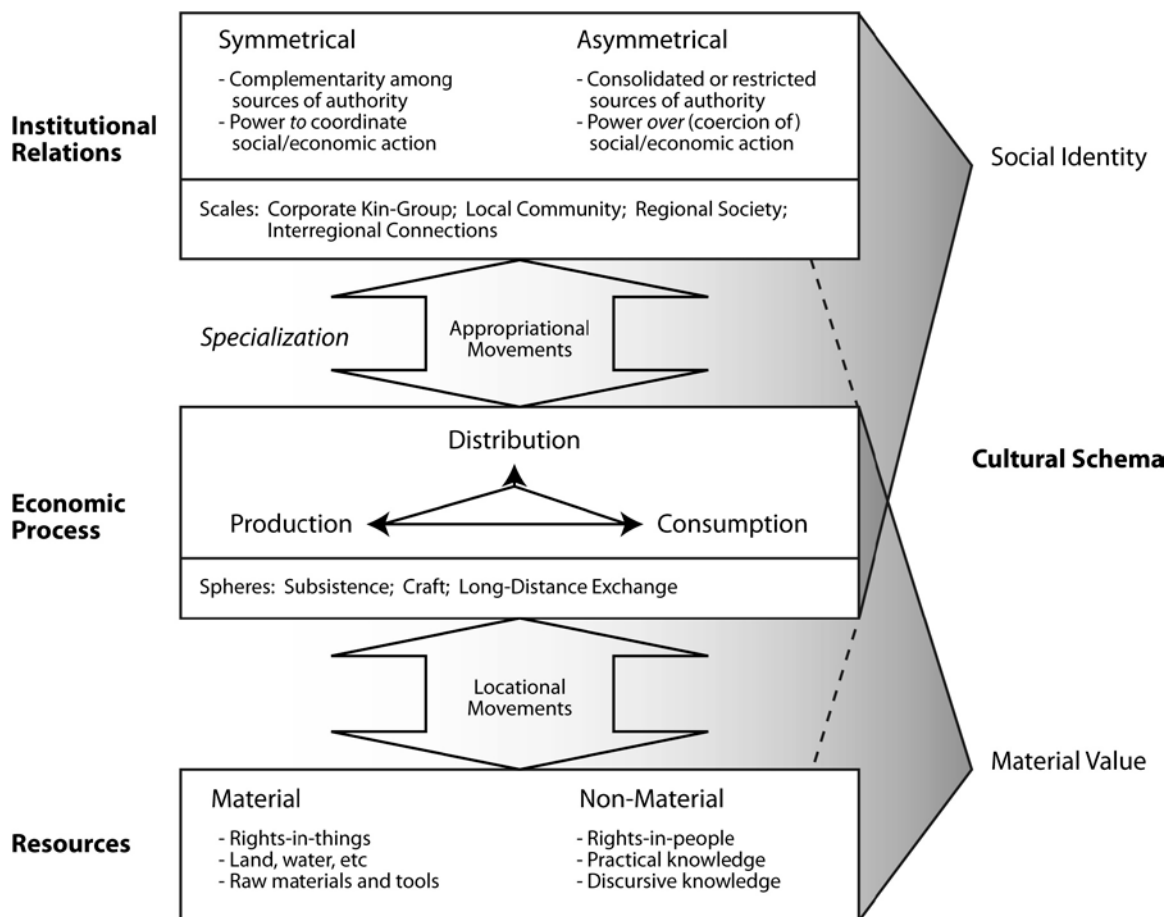 Symmetrical
- Complementarity among
sources of authority
- Power to coordinate
social/economic action
Asymmetrical
- Consolidated or restricted
sources of authority
- Power over (coercion of)
social/economic action
Institutional
Relations
Scales: Corporate Kin-Group; Local Community; Regional Society;
Interregional Connections
Social Identity
Specialization
Appropriational
Movements
Distribution
Production
Consumption
Economic
Process
Spheres: Subsistence; Craft; Long-Distance Exchange
Cultural Schema
Locational
Movements
Material Value
Resources
Material
- Rights-in-things
- Land, water, etc
- Raw materials and tools
Non-Material
- Rights-in-people
- Practical knowledge
- Discursive knowledge